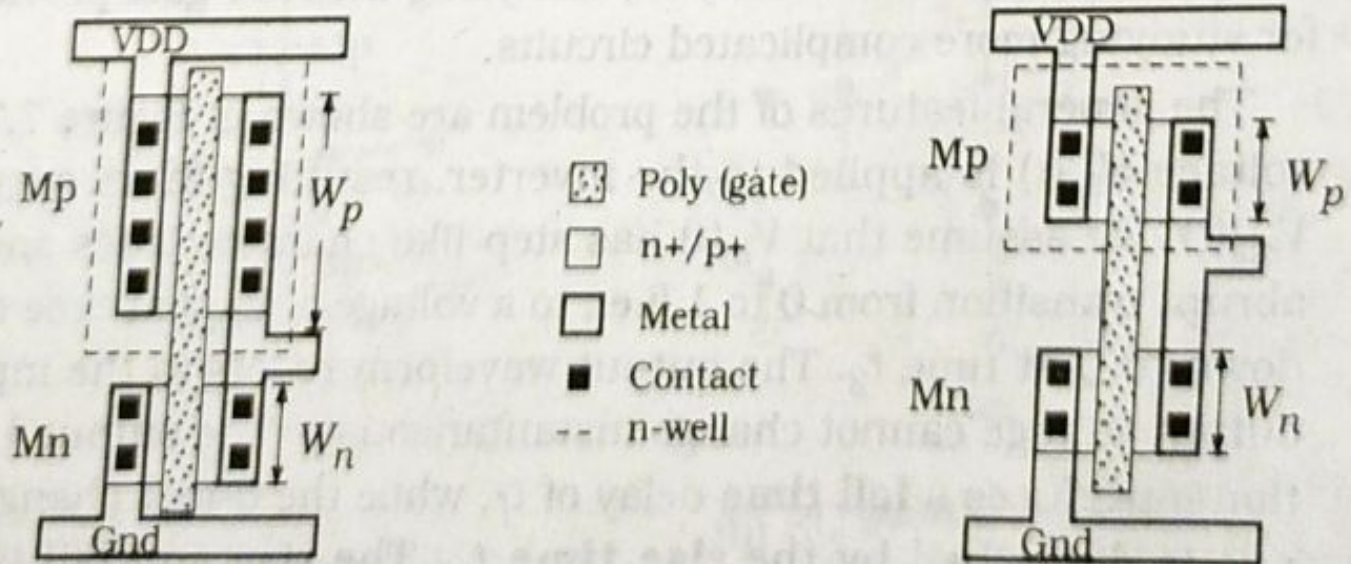 VDD
Mp
Wp
Mn
Wn
Gnd
Poly (gate)
n+/p+
Metal
Contact
n-well
VDD
Mp
Wp
Mn
Wn
Gnd